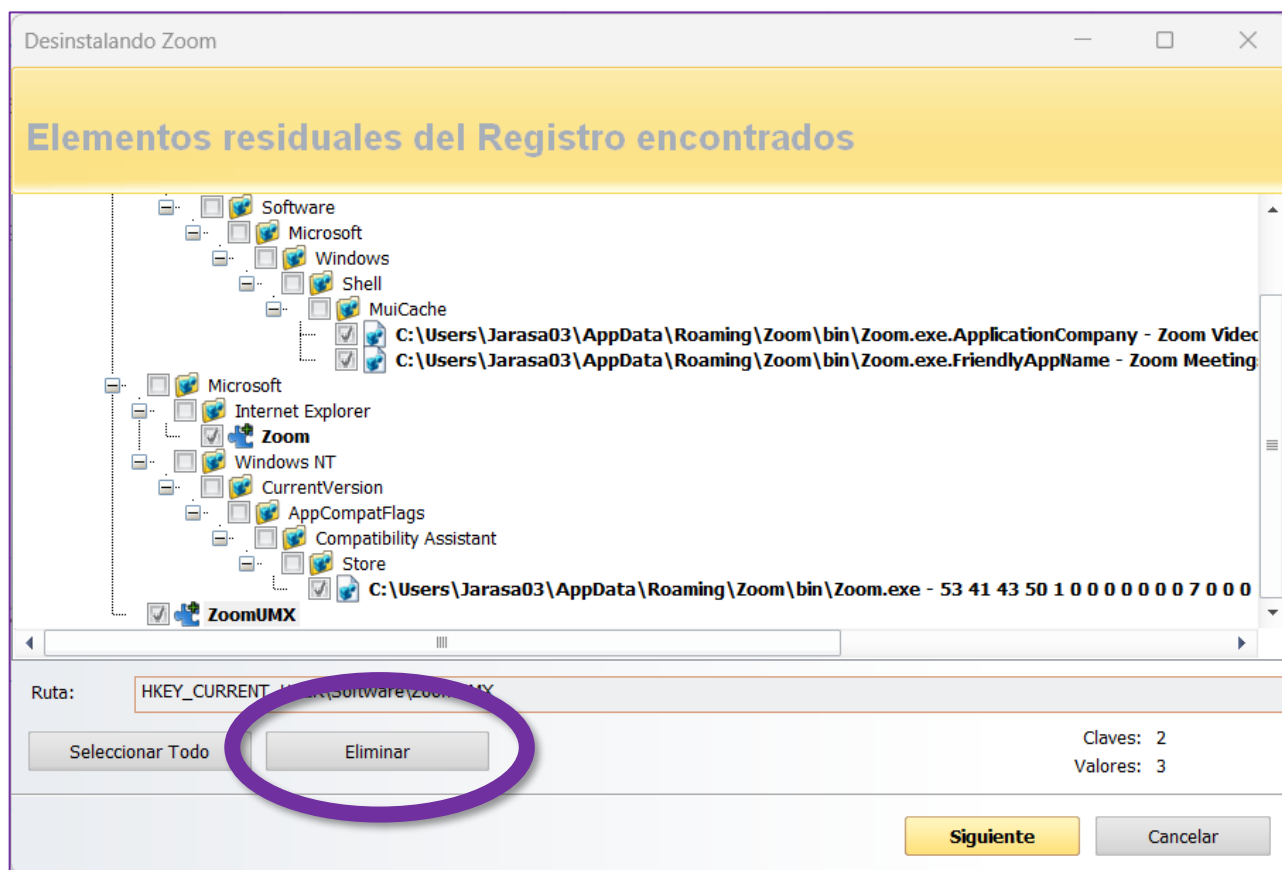 Desinstalando Zoom
Elementos residuales del Registro encontrados
Software
Microsoft
Windows
Shell
MuiCache
C:\Users\Jarasa03\AppData\Roaming\Zoom\bin\Zoom.exe.ApplicationCompany - Zoom Videc
C:\Users\Jarasa03\AppData\Roaming\Zoom\bin\Zoom.exe.FriendlyAppName - Zoom Meeting
Microsoft
Internet Explorer
Zoom
Windows NT
CurrentVersion
AppCompatFlags
Compatibility Assistant
Store
C:\Users\Jarasa03\AppData\Roaming\Zoom\bin\Zoom.exe - 53 41 43 50 1 0 0 0 0 0 0 0 7 0 0 0
ZoomUMX
Ruta: HKEY_CURRENT_USER\Software\ZoomUMX
Seleccionar Todo Eliminar
Claves: 2
Valores: 3
Siguiente Cancelar